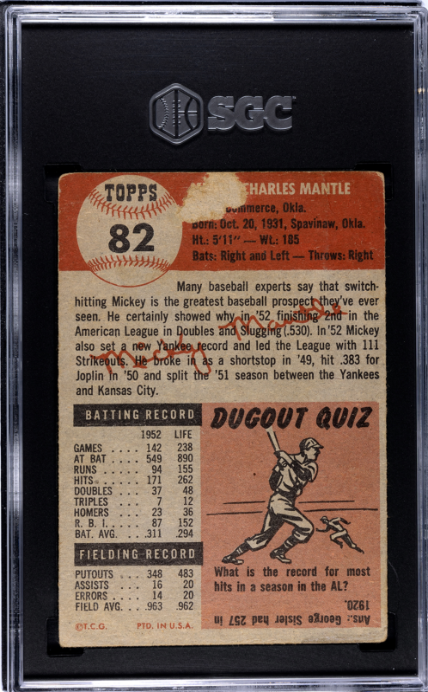 SGC
TOPPS
82
CHARLES MANTLE
Commerce, Okla.
Born: Oct. 20, 1931, Spavinaw, Okla.
Ht.: 5'11" — Wt.: 185
Bats: Right and Left — Throws: Right
Many baseball experts say that switch-
hitting Mickey is the greatest baseball prospect they've ever
seen. He certainly showed why in '52 finishing 2nd in the
American League in Doubles and Slugging (.530). In '52 Mickey
also set a new Yankee record and led the League with 111
Strikeouts. He broke in as a shortstop in '49, hit .383 for
Joplin in '50 and split the '51 season between the Yankees
and Kansas City.
Mickey Mantle
BATTING RECORD
1952 LIFE
GAMES .... 142 238
AT BAT .... 549 890
RUNS .... 94 155
HITS .... 171 262
DOUBLES .... 37 48
TRIPLES .... 7 12
HOMERS .... 23 36
R. B. I. .... 87 152
BAT. AVG. .. .311 .294
FIELDING RECORD
PUTOUTS .... 348 483
ASSISTS .... 16 20
ERRORS .... 14 20
FIELD AVG. ... .963 .962
©T.C.G. PTD. IN U.S.A.
DUGOUT QUIZ
What is the record for most
hits in a season in the AL?
Ans.: George Sisler had 257 in
1920.